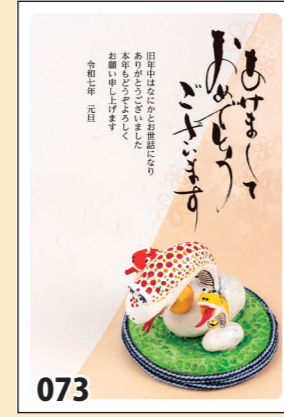 あけまして
おめでとう
ございます
旧年中はなにかとお世話になり
ありがとうございました
本年もどうぞよろしく
お願い申し上げます
令和七年　元旦
073